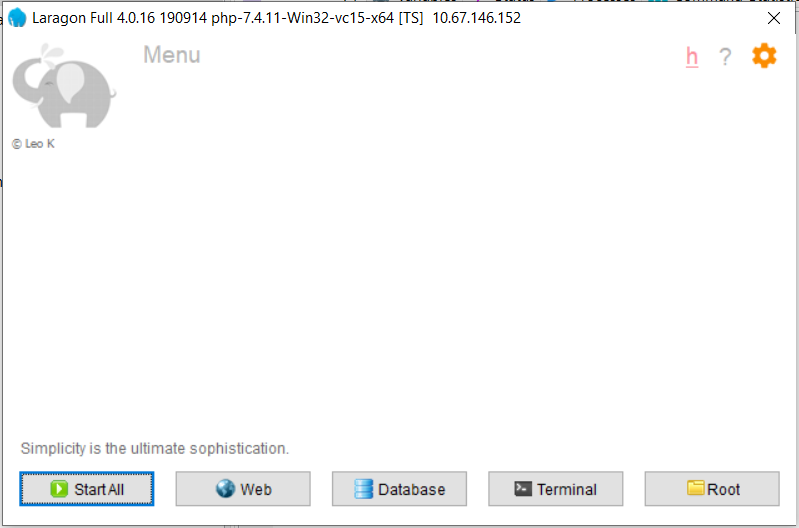 Laragon Full 4.0.16 190914 php-7.4.11-Win32-vc15-x64 [TS] 10.67.146.152
Menu
h ?
© Leo K
Simplicity is the ultimate sophistication.
Start All Web Database Terminal Root